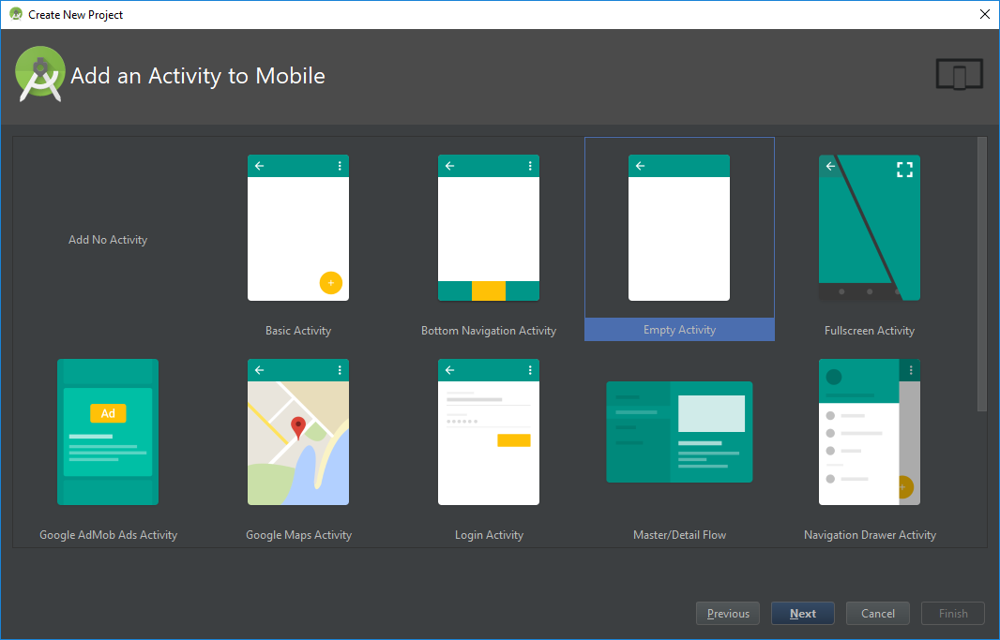 Create New Project
Add an Activity to Mobile
Add No Activity
Basic Activity
Bottom Navigation Activity
Empty Activity
Fullscreen Activity
Ad
Google AdMob Ads Activity
Google Maps Activity
Login Activity
Master/Detail Flow
Navigation Drawer Activity
Previous
Next
Cancel
Finish